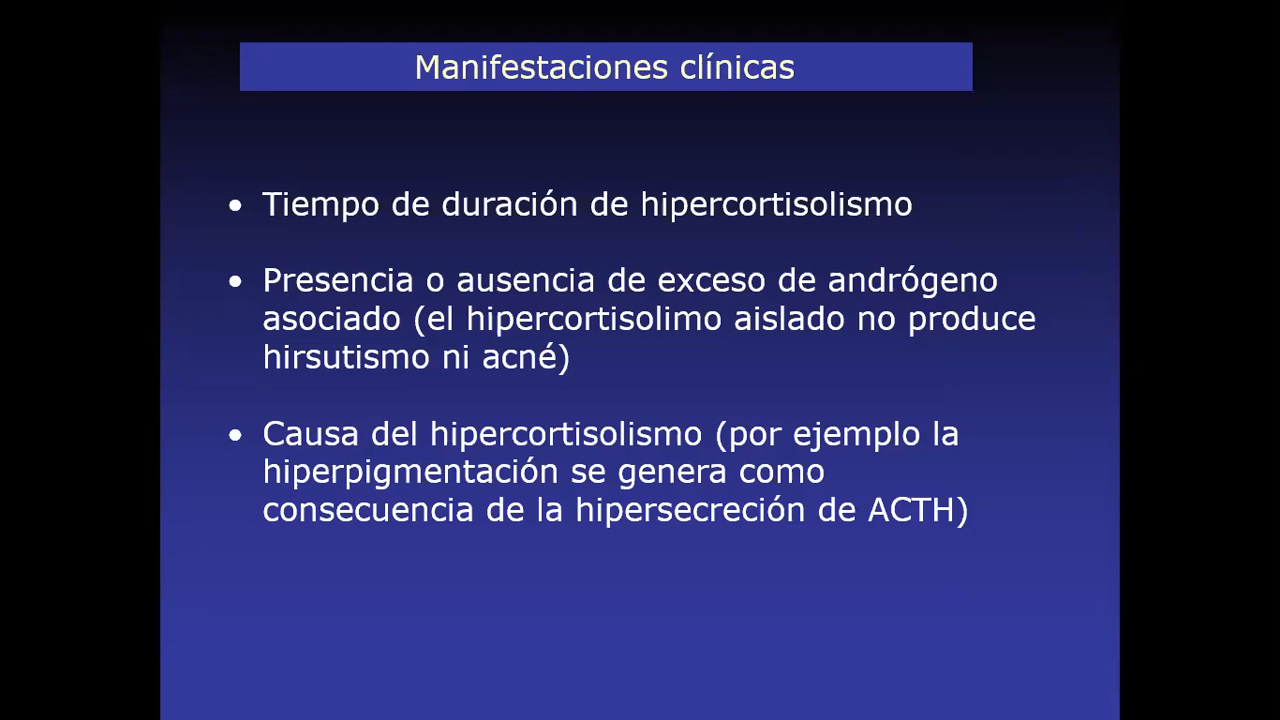 Manifestaciones clínicas
• Tiempo de duración de hipercortisolismo
• Presencia o ausencia de exceso de andrógeno
asociado (el hipercortisolimo aislado no produce
hirsutismo ni acné)
• Causa del hipercortisolismo (por ejemplo la
hiperpigmentación se genera como
consecuencia de la hipersecreción de ACTH)